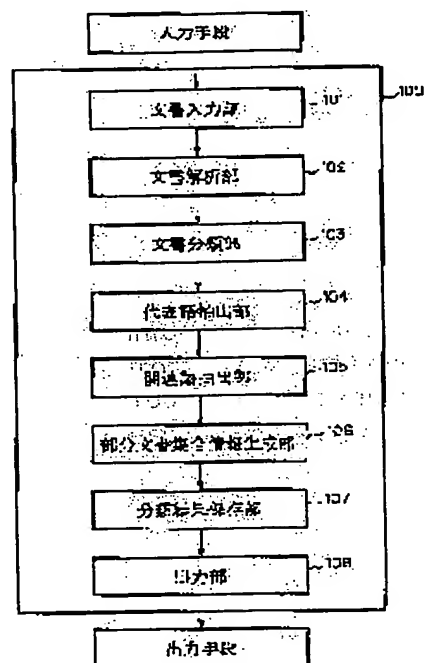 入力手段
100
文書入力部
101
文書解析部
102
文書分類部
103
代表語抽出部
104
関連語抽出部
105
部分文書集合情報生成部
106
分類結果保存部
107
出力部
108
出力手段